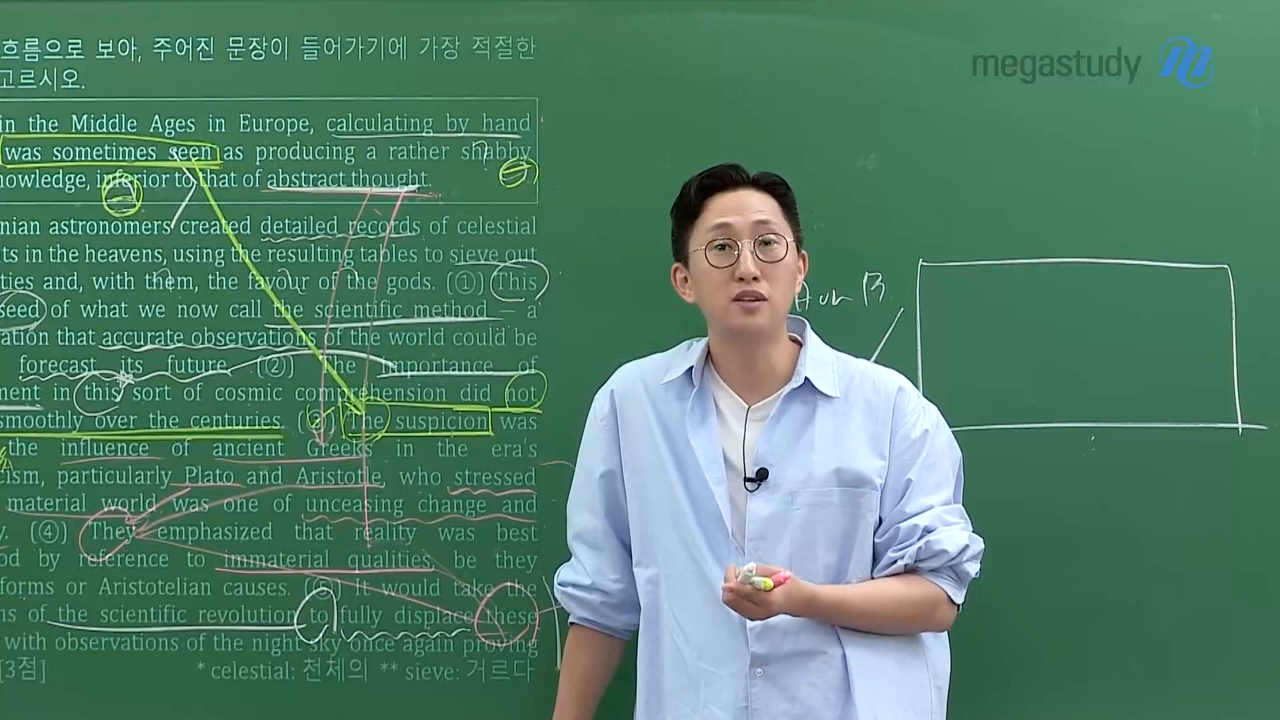 흐름으로 보아, 주어진 문장이 들어가기에 가장 적절한
고르시오.
megastudy
in the Middle Ages in Europe, calculating by hand
was sometimes seen as producing a rather shabby
nowledge, inferior to that of abstract thought.
nian astronomers created detailed records of celestial
ts in the heavens, using the resulting tables to sieve out
ties and, with them, the favour of the gods. (①) This
seed of what we now call the scientific method — a
ation that accurate observations of the world could be
forecast its future. (②) The importance of
ment in this sort of cosmic comprehension did not
smoothly over the centuries. (③) The suspicion was
the influence of ancient Greeks in the era's
cism, particularly Plato and Aristotle, who stressed
material world was one of unceasing change and
y. (④) They emphasized that reality was best
od by reference to immaterial qualities, be they
forms or Aristotelian causes. (⑤) It would take the
ns of the scientific revolution to fully displace these
with observations of the night sky once again proving
[3점] * celestial: 천체의 ** sieve: 거르다
B